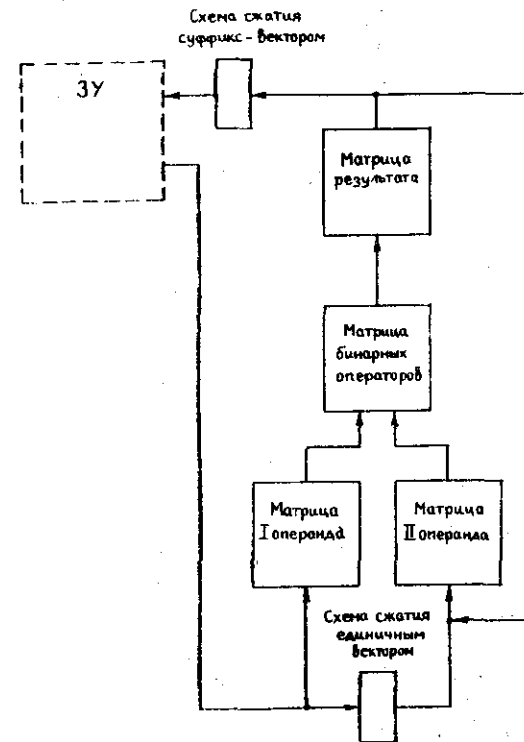 Схема сжатия
суффикс-вектором
ЗУ
Матрица
результата
Матрица
бинарных
операторов
Матрица
I операнда
Матрица
II операнда
Схема сжатия
единичным
вектором